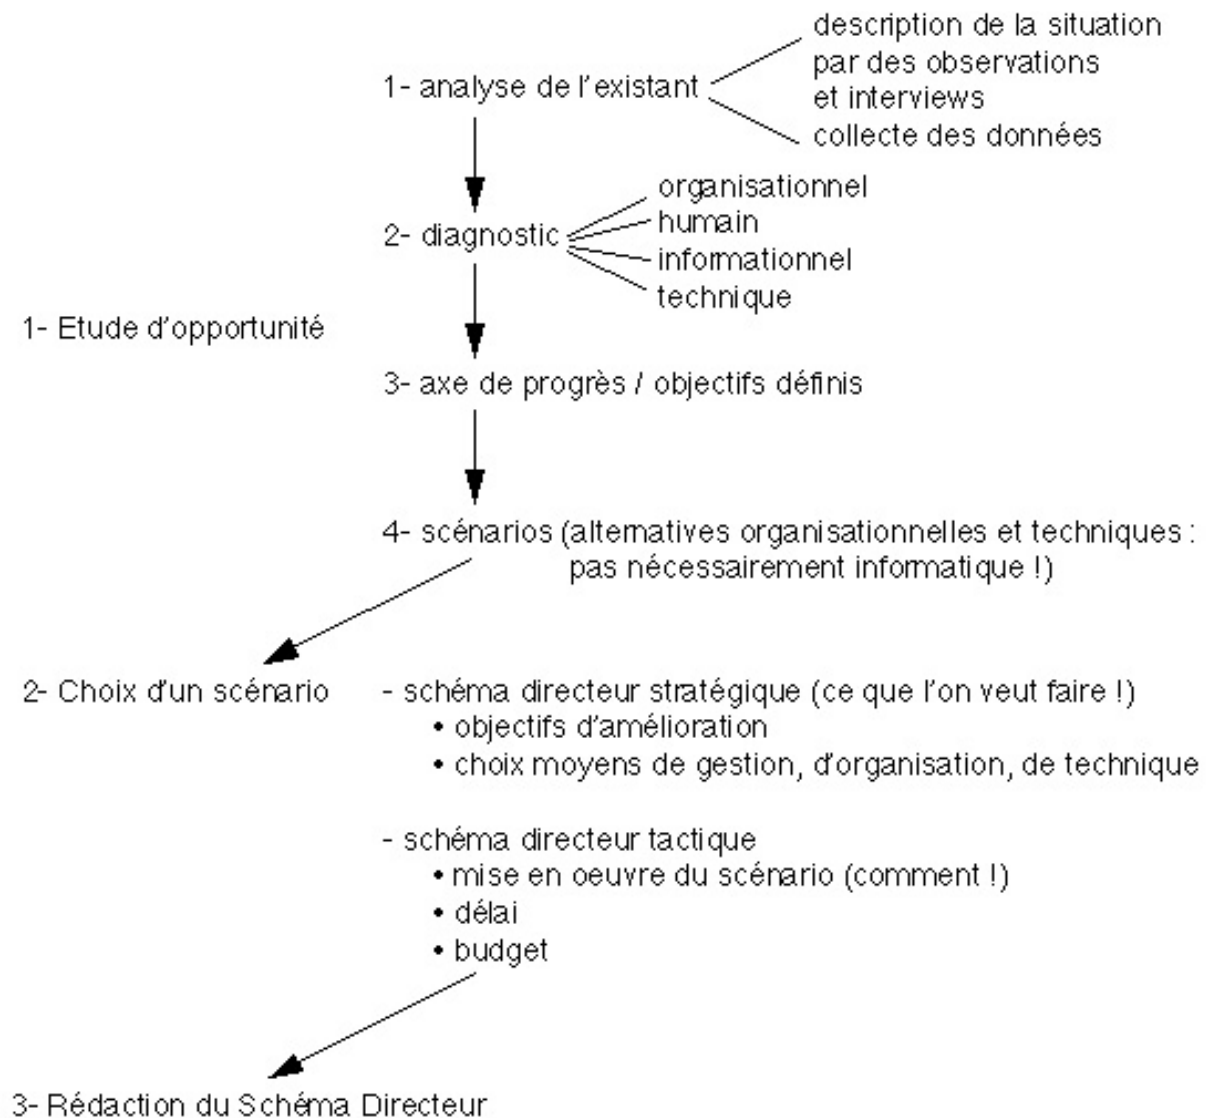 description de la situation
par des observations
et interviews
1- analyse de l'existant
collecte des données
organisationnel
humain
2- diagnostic
informationnel
technique
1- Etude d'opportunité
3- axe de progrès / objectifs définis
4- scénarios (alternatives organisationnelles et techniques :
pas nécessairement informatique !)
2- Choix d'un scénario
- schéma directeur stratégique (ce que l'on veut faire !)
• objectifs d'amélioration
• choix moyens de gestion, d'organisation, de technique
- schéma directeur tactique
• mise en oeuvre du scénario (comment !)
• délai
• budget
3- Rédaction du Schéma Directeur